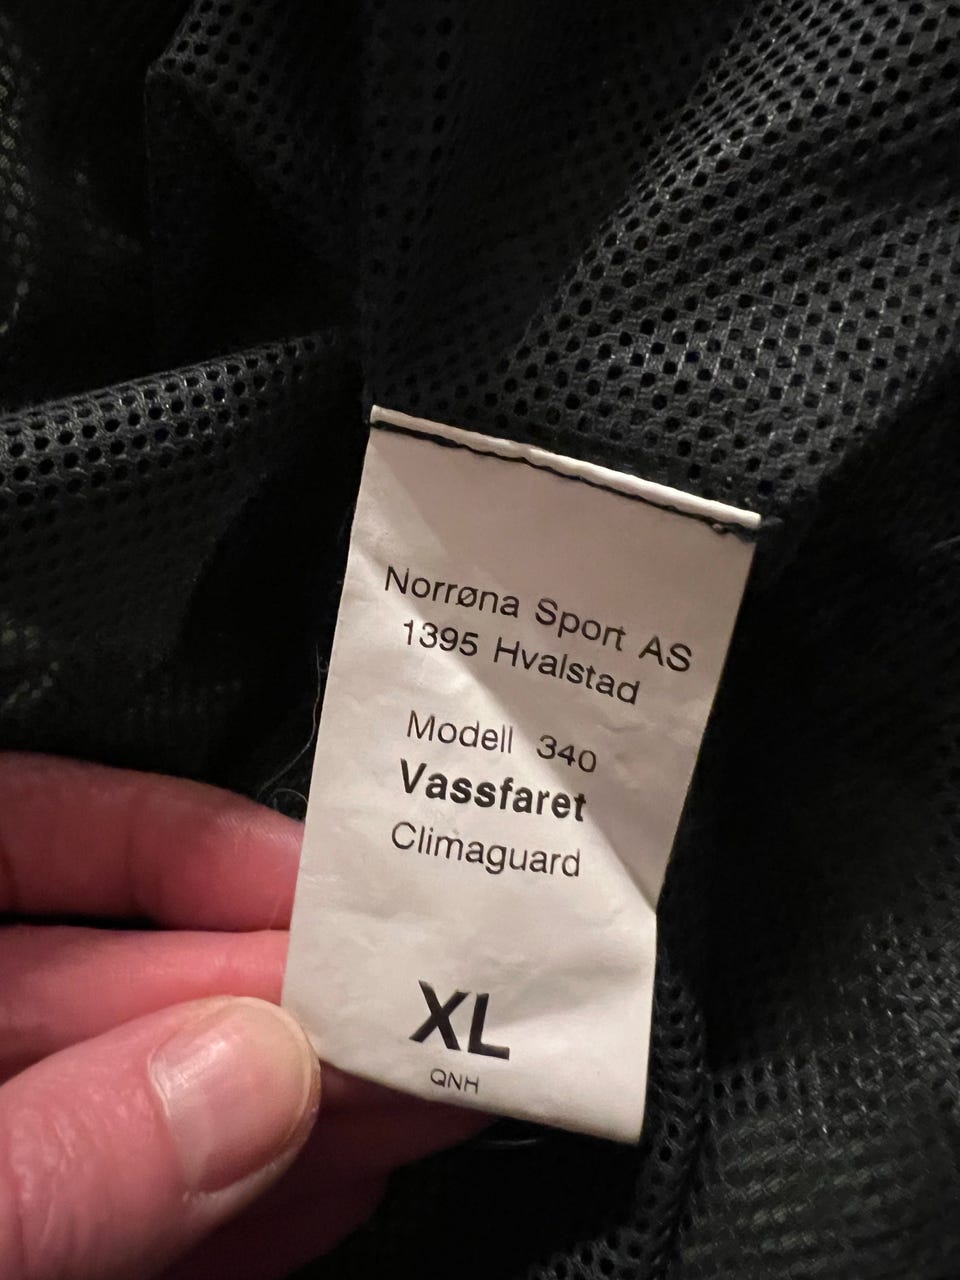 Norrøna Sport AS
1395 Hvalstad
Modell 340
Vassfaret
Climaguard
XL
QNH